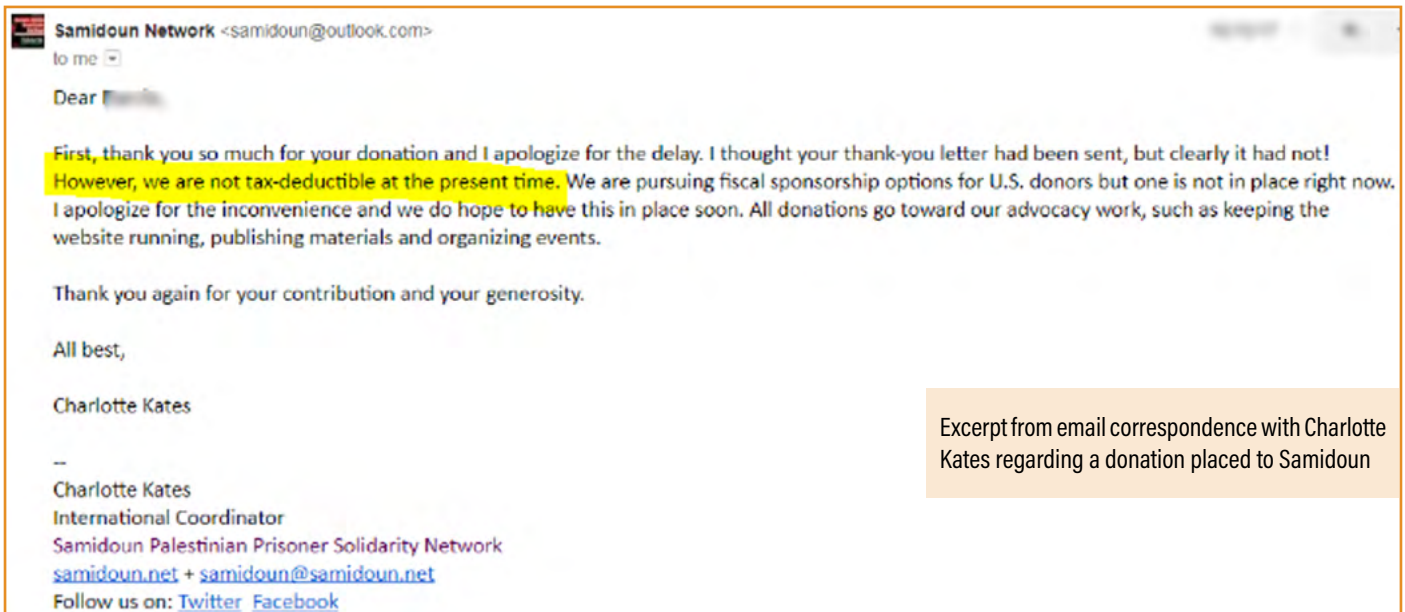 Samidoun Network <samidoun@outlook.com>
to me
Dear
First, thank you so much for your donation and I apologize for the delay. I thought your thank-you letter had been sent, but clearly it had not!
However, we are not tax-deductible at the present time. We are pursuing fiscal sponsorship options for U.S. donors but one is not in place right now.
I apologize for the inconvenience and we do hope to have this in place soon. All donations go toward our advocacy work, such as keeping the
website running, publishing materials and organizing events.
Thank you again for your contribution and your generosity.
All best,
Charlotte Kates
--
Charlotte Kates
International Coordinator
Samidoun Palestinian Prisoner Solidarity Network
samidoun.net + samidoun@samidoun.net
Follow us on: Twitter Facebook
Excerpt from email correspondence with Charlotte
Kates regarding a donation placed to Samidoun